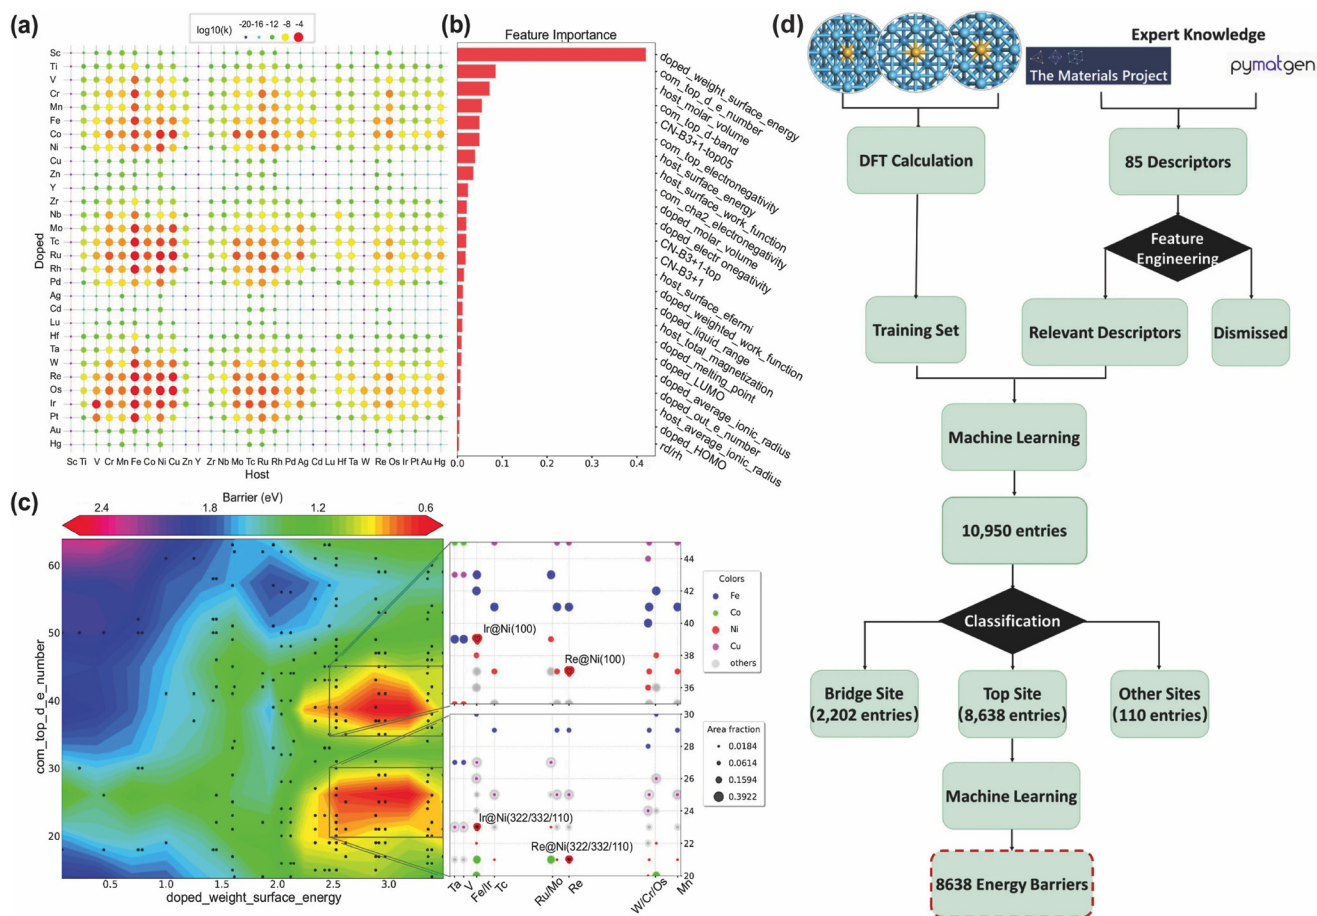 (a)
log10(k)
-20 -16 -12 -8 -4
Sc
Ti
V
Cr
Mn
Fe
Co
Ni
Cu
Zn
Y
Zr
Nb
Mo
Tc
Ru
Rh
Pd
Ag
Cd
Lu
Hf
Ta
W
Re
Os
Ir
Pt
Au
Hg
Doped
Sc Ti V Cr Mn Fe Co Ni Cu Zn Y Zr Nb Mo Tc Ru Rh Pd Ag Cd Lu Hf Ta W Re Os Ir Pt Au Hg
Host
(b)
Feature Importance
doped_weight_surface_energy
com_top_d_e_number
host_molar_volume
com_top_d-band
CN-B3+1-top05
com_top_electronegativity
host_surface_energy
host_surface_work_function
com_cha2_electronegativity
doped_molar_volume
doped_electronegativity
CN-B3+1-top
CN-B3+1
host_surface_efermi
doped_weighted_work_function
doped_liquid_range
host_total_magnetization
doped_melting_point
doped_LUMO
doped_average_ionic_radius
doped_out_e_number
host_average_ionic_radius
doped_HOMO
rd/rh
0.0 0.1 0.2 0.3 0.4
(c)
Barrier (eV)
2.4 1.8 1.2 0.6
60
50
40
30
20
com_top_d_e_number
0.5 1.0 1.5 2.0 2.5 3.0
doped_weight_surface_energy
44
42
40
38
36
Ir@Ni(100)
Re@Ni(100)
30
28
26
24
22
20
Ir@Ni(322/332/110)
Re@Ni(322/332/110)
Ta V Fe/Ir Tc Ru/Mo Re W/Cr/Os Mn
Colors
Fe
Co
Ni
Cu
others
Area fraction
0.0184
0.0614
0.1594
0.3922
(d)
Expert Knowledge
The Materials Project
pymatgen
DFT Calculation
85 Descriptors
Feature
Engineering
Training Set
Relevant Descriptors
Dismissed
Machine Learning
10,950 entries
Classification
Bridge Site
(2,202 entries)
Top Site
(8,638 entries)
Other Sites
(110 entries)
Machine Learning
8638 Energy Barriers